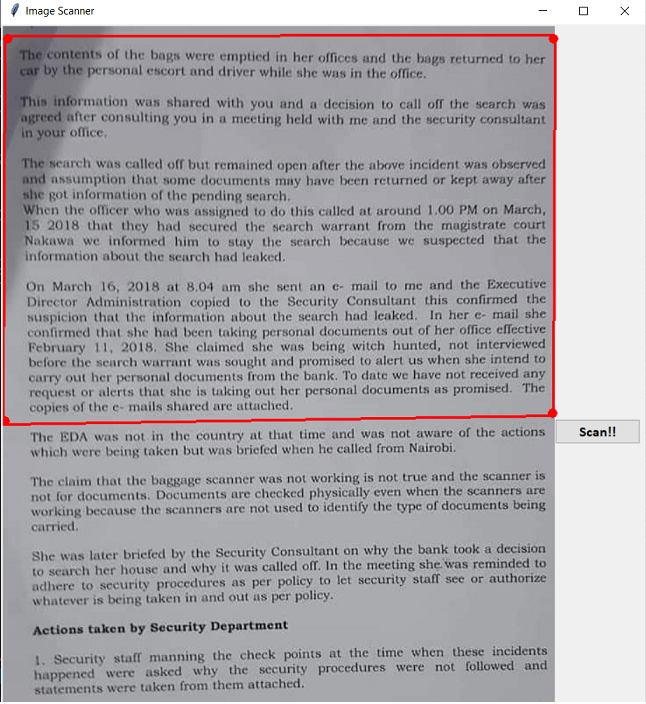 Image Scanner
The contents of the bags were emptied in her offices and the bags returned to her
car by the personal escort and driver while she was in the office.
This information was shared with you and a decision to call off the search was
agreed after consulting you in a meeting held with me and the security consultant
in your office.
The search was called off but remained open after the above incident was observed
and assumption that some documents may have been returned or kept away after
she got information of the pending search.
When the officer who was assigned to do this called at around 1.00 PM on March,
15 2018 that they had secured the search warrant from the magistrate court
Nakawa we informed him to stay the search because we suspected that the
information about the search had leaked.
On March 16, 2018 at 8.04 am she sent an e- mail to me and the Executive
Director Administration copied to the Security Consultant this confirmed the
suspicion that the information about the search had leaked. In her e- mail she
confirmed that she had been taking personal documents out of her office effective
February 11, 2018. She claimed she was being witch hunted, not interviewed
before the search warrant was sought and promised to alert us when she intend to
carry out her personal documents from the bank. To date we have not received any
request or alerts that she is taking out her personal documents as promised. The
copies of the e- mails shared are attached.
The EDA was not in the country at that time and was not aware of the actions
which were being taken but was briefed when he called from Nairobi.
Scan!!
The claim that the baggage scanner was not working is not true and the scanner is
not for documents. Documents are checked physically even when the scanners are
working because the scanners are not used to identify the type of documents being
carried.
She was later briefed by the Security Consultant on why the bank took a decision
to search her house and why it was called off. In the meeting she was reminded to
adhere to security procedures as per policy to let security staff see or authorize
whatever is being taken in and out as per policy.
Actions taken by Security Department
1. Security staff manning the check points at the time when these incidents
happened were asked why the security procedures were not followed and
statements were taken from them attached.